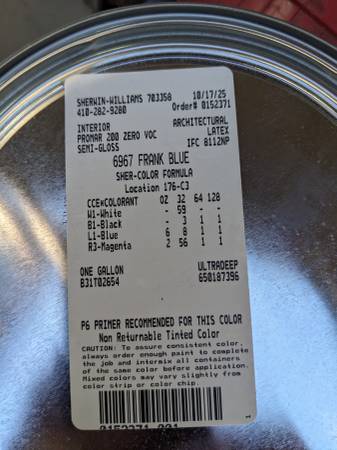 SHERWIN-WILLIAMS 703358 10/17/25
410-282-9280 Order# 0152371
INTERIOR ARCHITECTURAL
PROMAR 200 ZERO VOC LATEX
SEMI-GLOSS IFC 8112NP
6967 FRANK BLUE
SHER-COLOR FORMULA
Location 176-C3
CCE*COLORANT OZ 32 64 128
W1-White - 59 - -
B1-Black - 3 1 1
L1-Blue 6 8 1 1
R3-Magenta 2 56 1 1
ONE GALLON ULTRADEEP
B31T02654 650187396
P6 PRIMER RECOMMENDED FOR THIS COLOR
Non Returnable Tinted Color
CAUTION: To assure consistent color,
always order enough paint to complete
the job and intermix all containers
of the same color before application.
Mixed colors may vary slightly from
color strip or color chip.
0152371-001